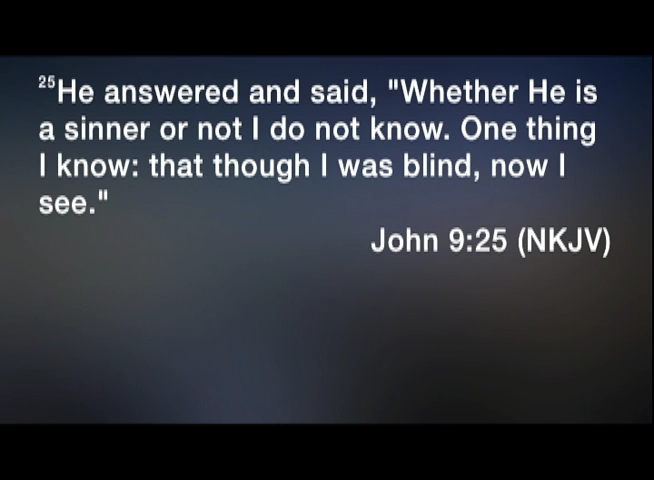 25He answered and said, "Whether He is
a sinner or not I do not know. One thing
I know: that though I was blind, now I
see."
John 9:25 (NKJV)